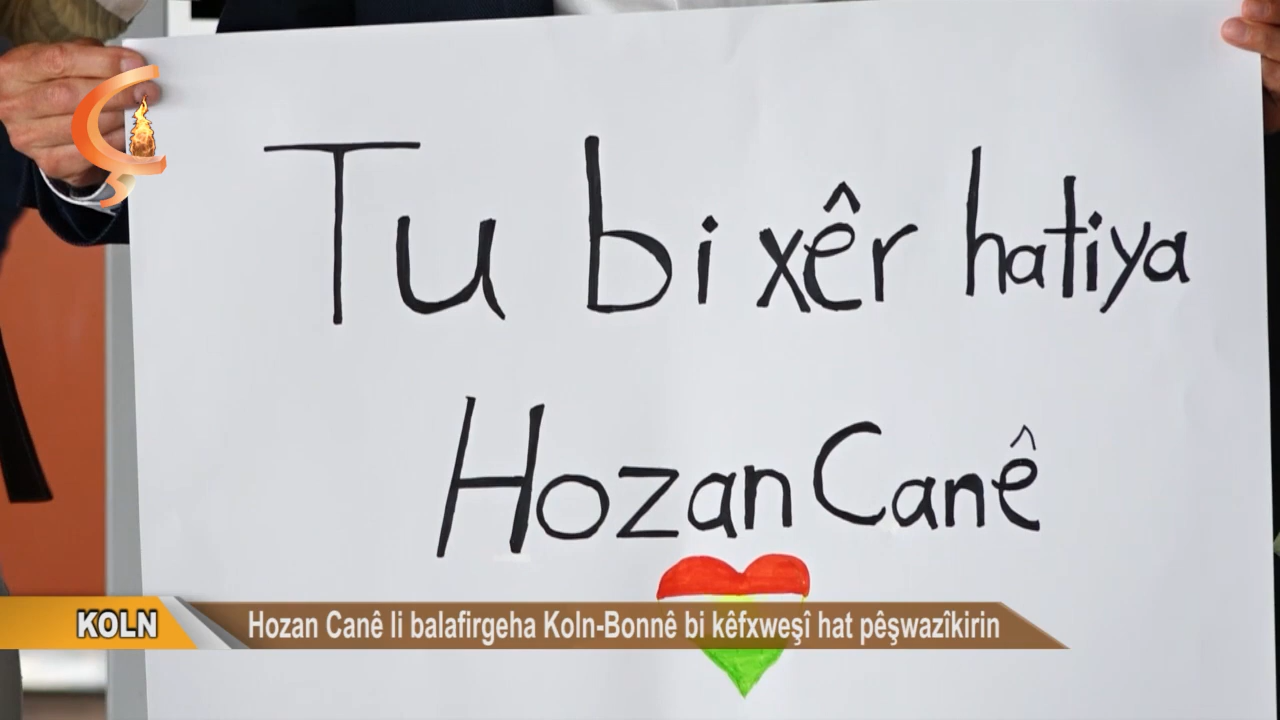 Tu bi xêr hatiya
Hozan Canê
KOLN
Hozan Canê li balafirgeha Koln-Bonnê bi kêfxweşî hat pêşwazîkirin